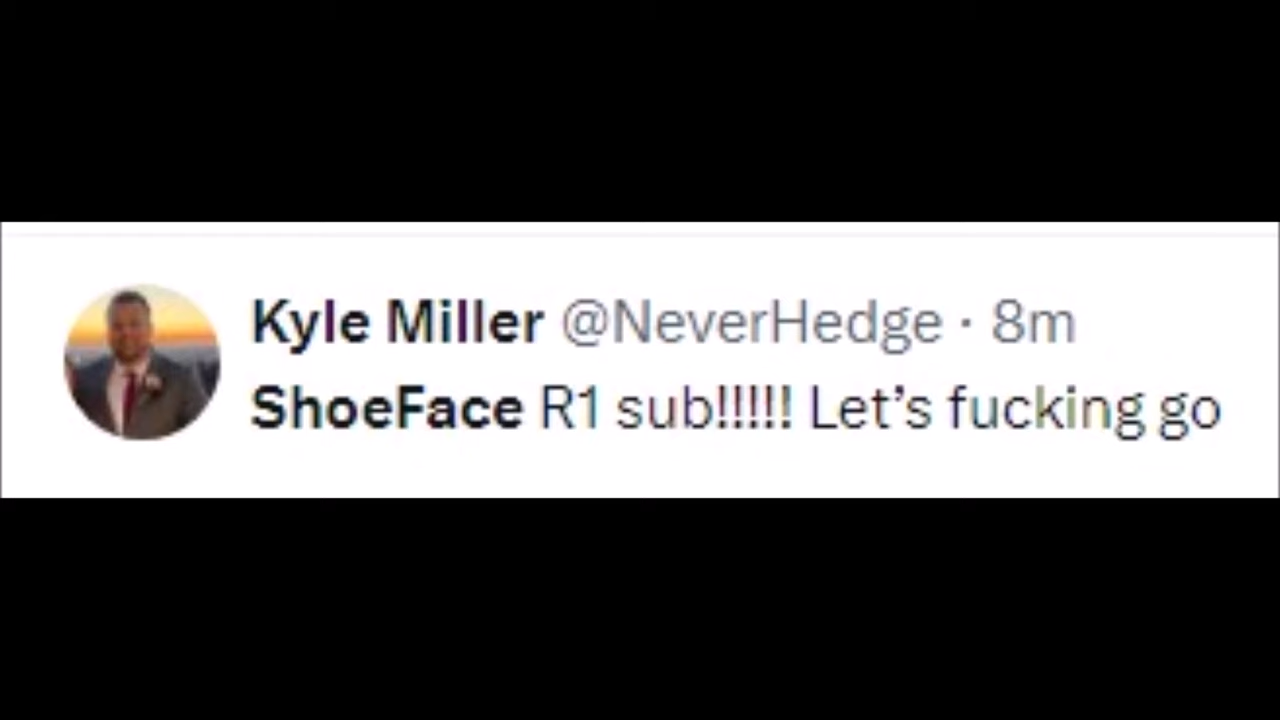 Kyle Miller @NeverHedge · 8m
ShoeFace R1 sub!!!!! Let’s fucking go